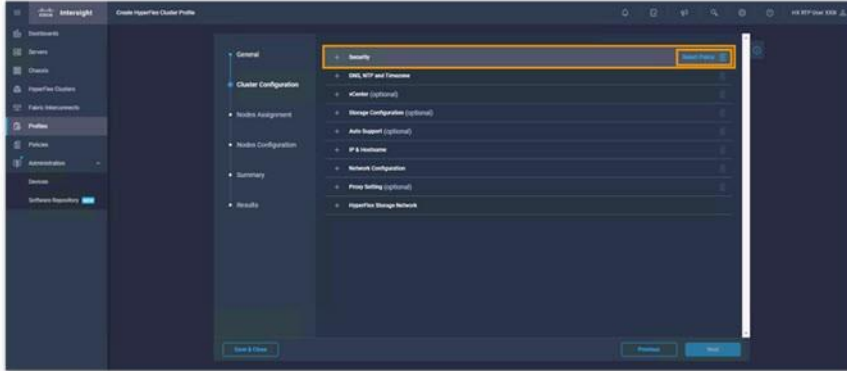 CISCO Intersight
Create HyperFlex Cluster Profile
HX RTP User XXIII
Dashboards
Servers
Chassis
HyperFlex Clusters
Fabric Interconnects
Profiles
Policies
Administration
Devices
Software Repository NEW
General
Cluster Configuration
Nodes Assignment
Nodes Configuration
Summary
Results
+ Security
Select Policy
+ DNS, NTP and Timezone
+ vCenter (optional)
+ Storage Configuration (optional)
+ Auto Support (optional)
+ IP & Hostname
+ Network Configuration
+ Proxy Setting (optional)
+ HyperFlex Storage Network
Save & Close
Previous
Next